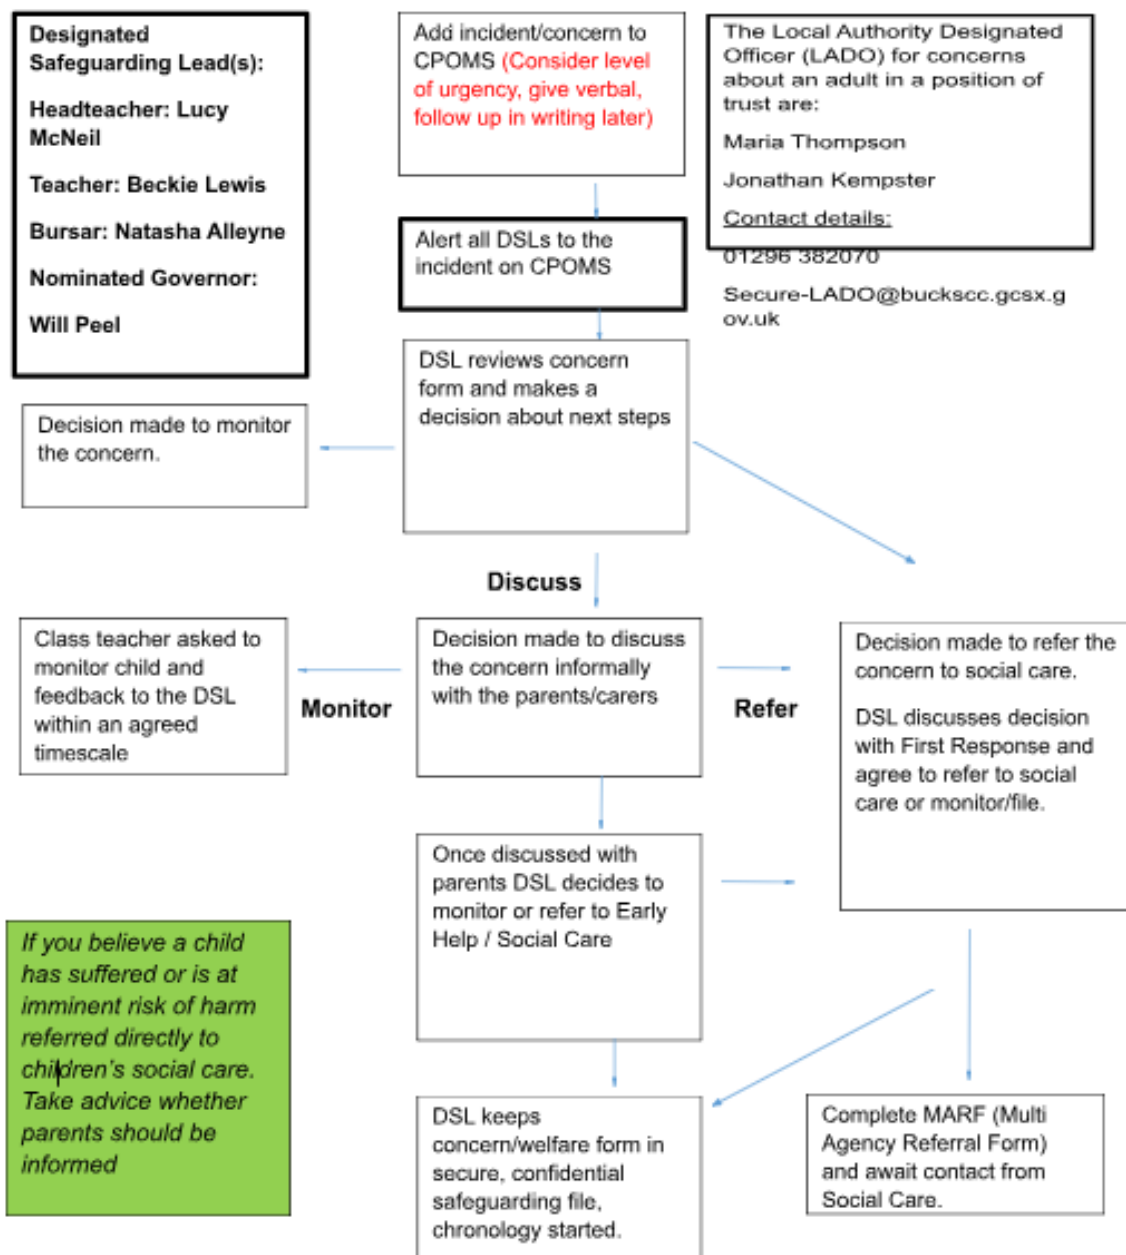 Designated
Safeguarding Lead(s):
Headteacher: Lucy
McNeil
Teacher: Beckie Lewis
Bursar: Natasha Alleyne
Nominated Governor:
Will Peel
Add incident/concern to
CPOMS (Consider level
of urgency, give verbal,
follow up in writing later)
The Local Authority Designated
Officer (LADO) for concerns
about an adult in a position of
trust are:
Maria Thompson
Jonathan Kempster
Contact details:
01296 382070
Secure-LADO@buckscc.gcsx.g
ov.uk
Alert all DSLs to the
incident on CPOMS
DSL reviews concern
form and makes a
decision about next steps
Decision made to monitor
the concern.
Discuss
Class teacher asked to
monitor child and
feedback to the DSL
within an agreed
timescale
Monitor
Decision made to discuss
the concern informally
with the parents/carers
Refer
Decision made to refer the
concern to social care.
DSL discusses decision
with First Response and
agree to refer to social
care or monitor/file.
Once discussed with
parents DSL decides to
monitor or refer to Early
Help / Social Care
If you believe a child
has suffered or is at
imminent risk of harm
referred directly to
children's social care.
Take advice whether
parents should be
informed
DSL keeps
concern/welfare form in
secure, confidential
safeguarding file,
chronology started.
Complete MARF (Multi
Agency Referral Form)
and await contact from
Social Care.